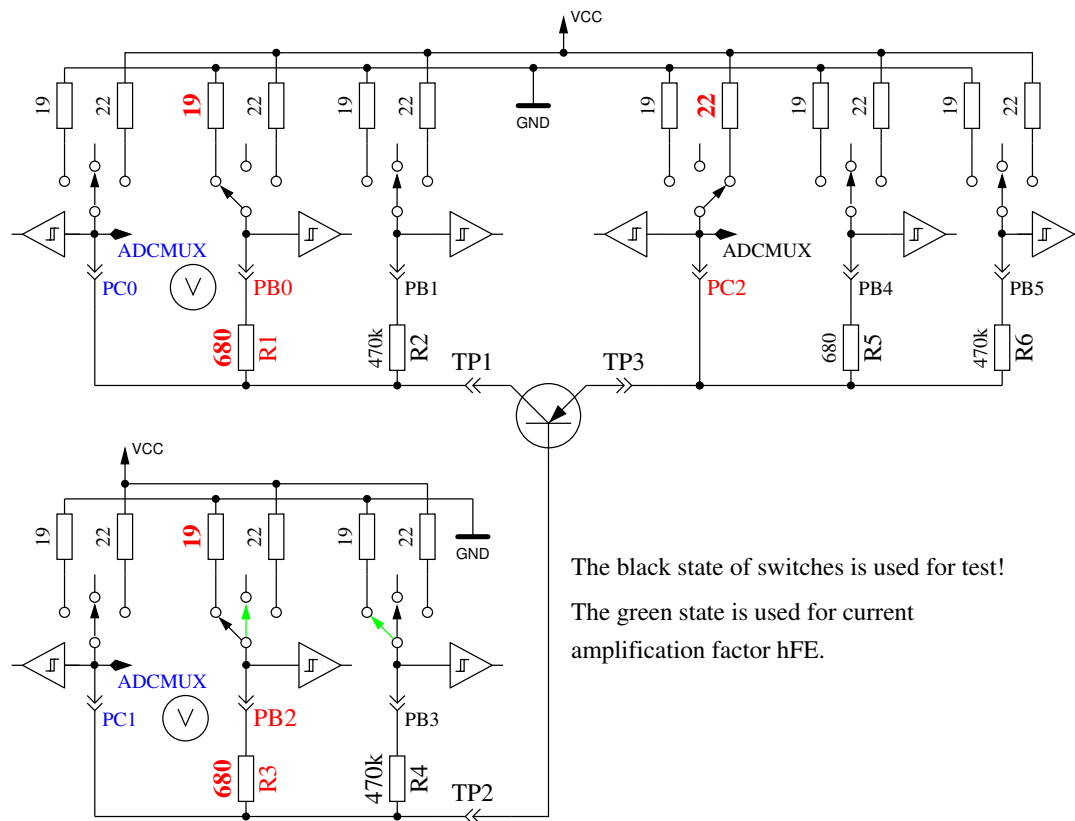 VCC
19
22
19
22
19
22
GND
19
22
19
22
19
22
ADCMUX
ADCMUX
PC0
V
PB0
PB1
PC2
PB4
PB5
680
R1
470k
R2
680
R5
470k
R6
TP1
TP3
VCC
19
22
19
22
19
22
GND
The black state of switches is used for test!
The green state is used for current
amplification factor hFE.
ADCMUX
PC1
V
PB2
PB3
680
R3
470k
R4
TP2